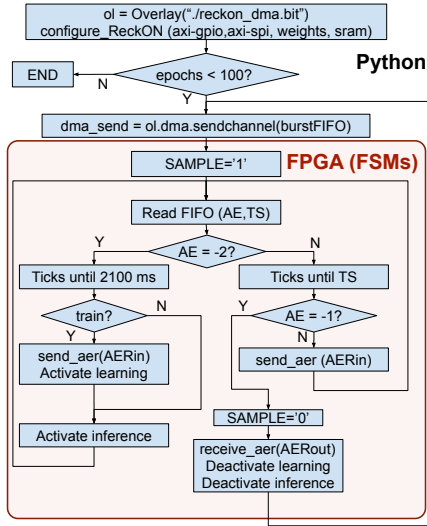 ol = Overlay(“./reckon_dma.bit”)
configure_ReckON (axi-gpio,axi-spi, weights, sram)
Python
END
N
epochs < 100?
Y
dma_send = ol.dma.sendchannel(burstFIFO)
SAMPLE='1'
FPGA (FSMs)
Read FIFO (AE,TS)
Y
AE = -2?
N
Ticks until 2100 ms
Ticks until TS
train?
N
Y
AE = -1?
Y
N
send_aer(AERin)
Activate learning
send_aer (AERin)
SAMPLE='0'
Activate inference
receive_aer(AERout)
Deactivate learning
Deactivate inference